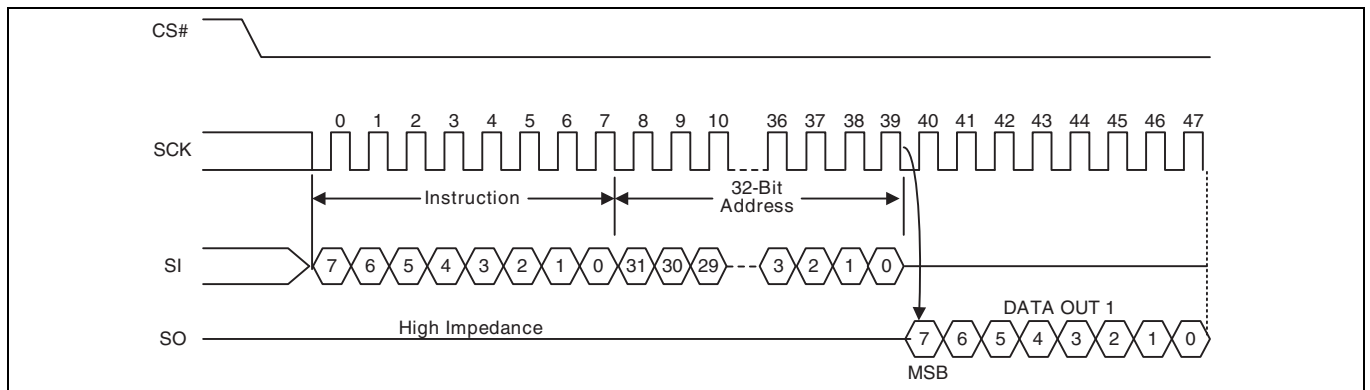 CS#
0 1 2 3 4 5 6 7 8 9 10 36 37 38 39 40 41 42 43 44 45 46 47
SCK
Instruction
32-Bit
Address
SI
7 6 5 4 3 2 1 0 31 30 29 3 2 1 0
DATA OUT 1
High Impedance
SO
7 6 5 4 3 2 1 0
MSB